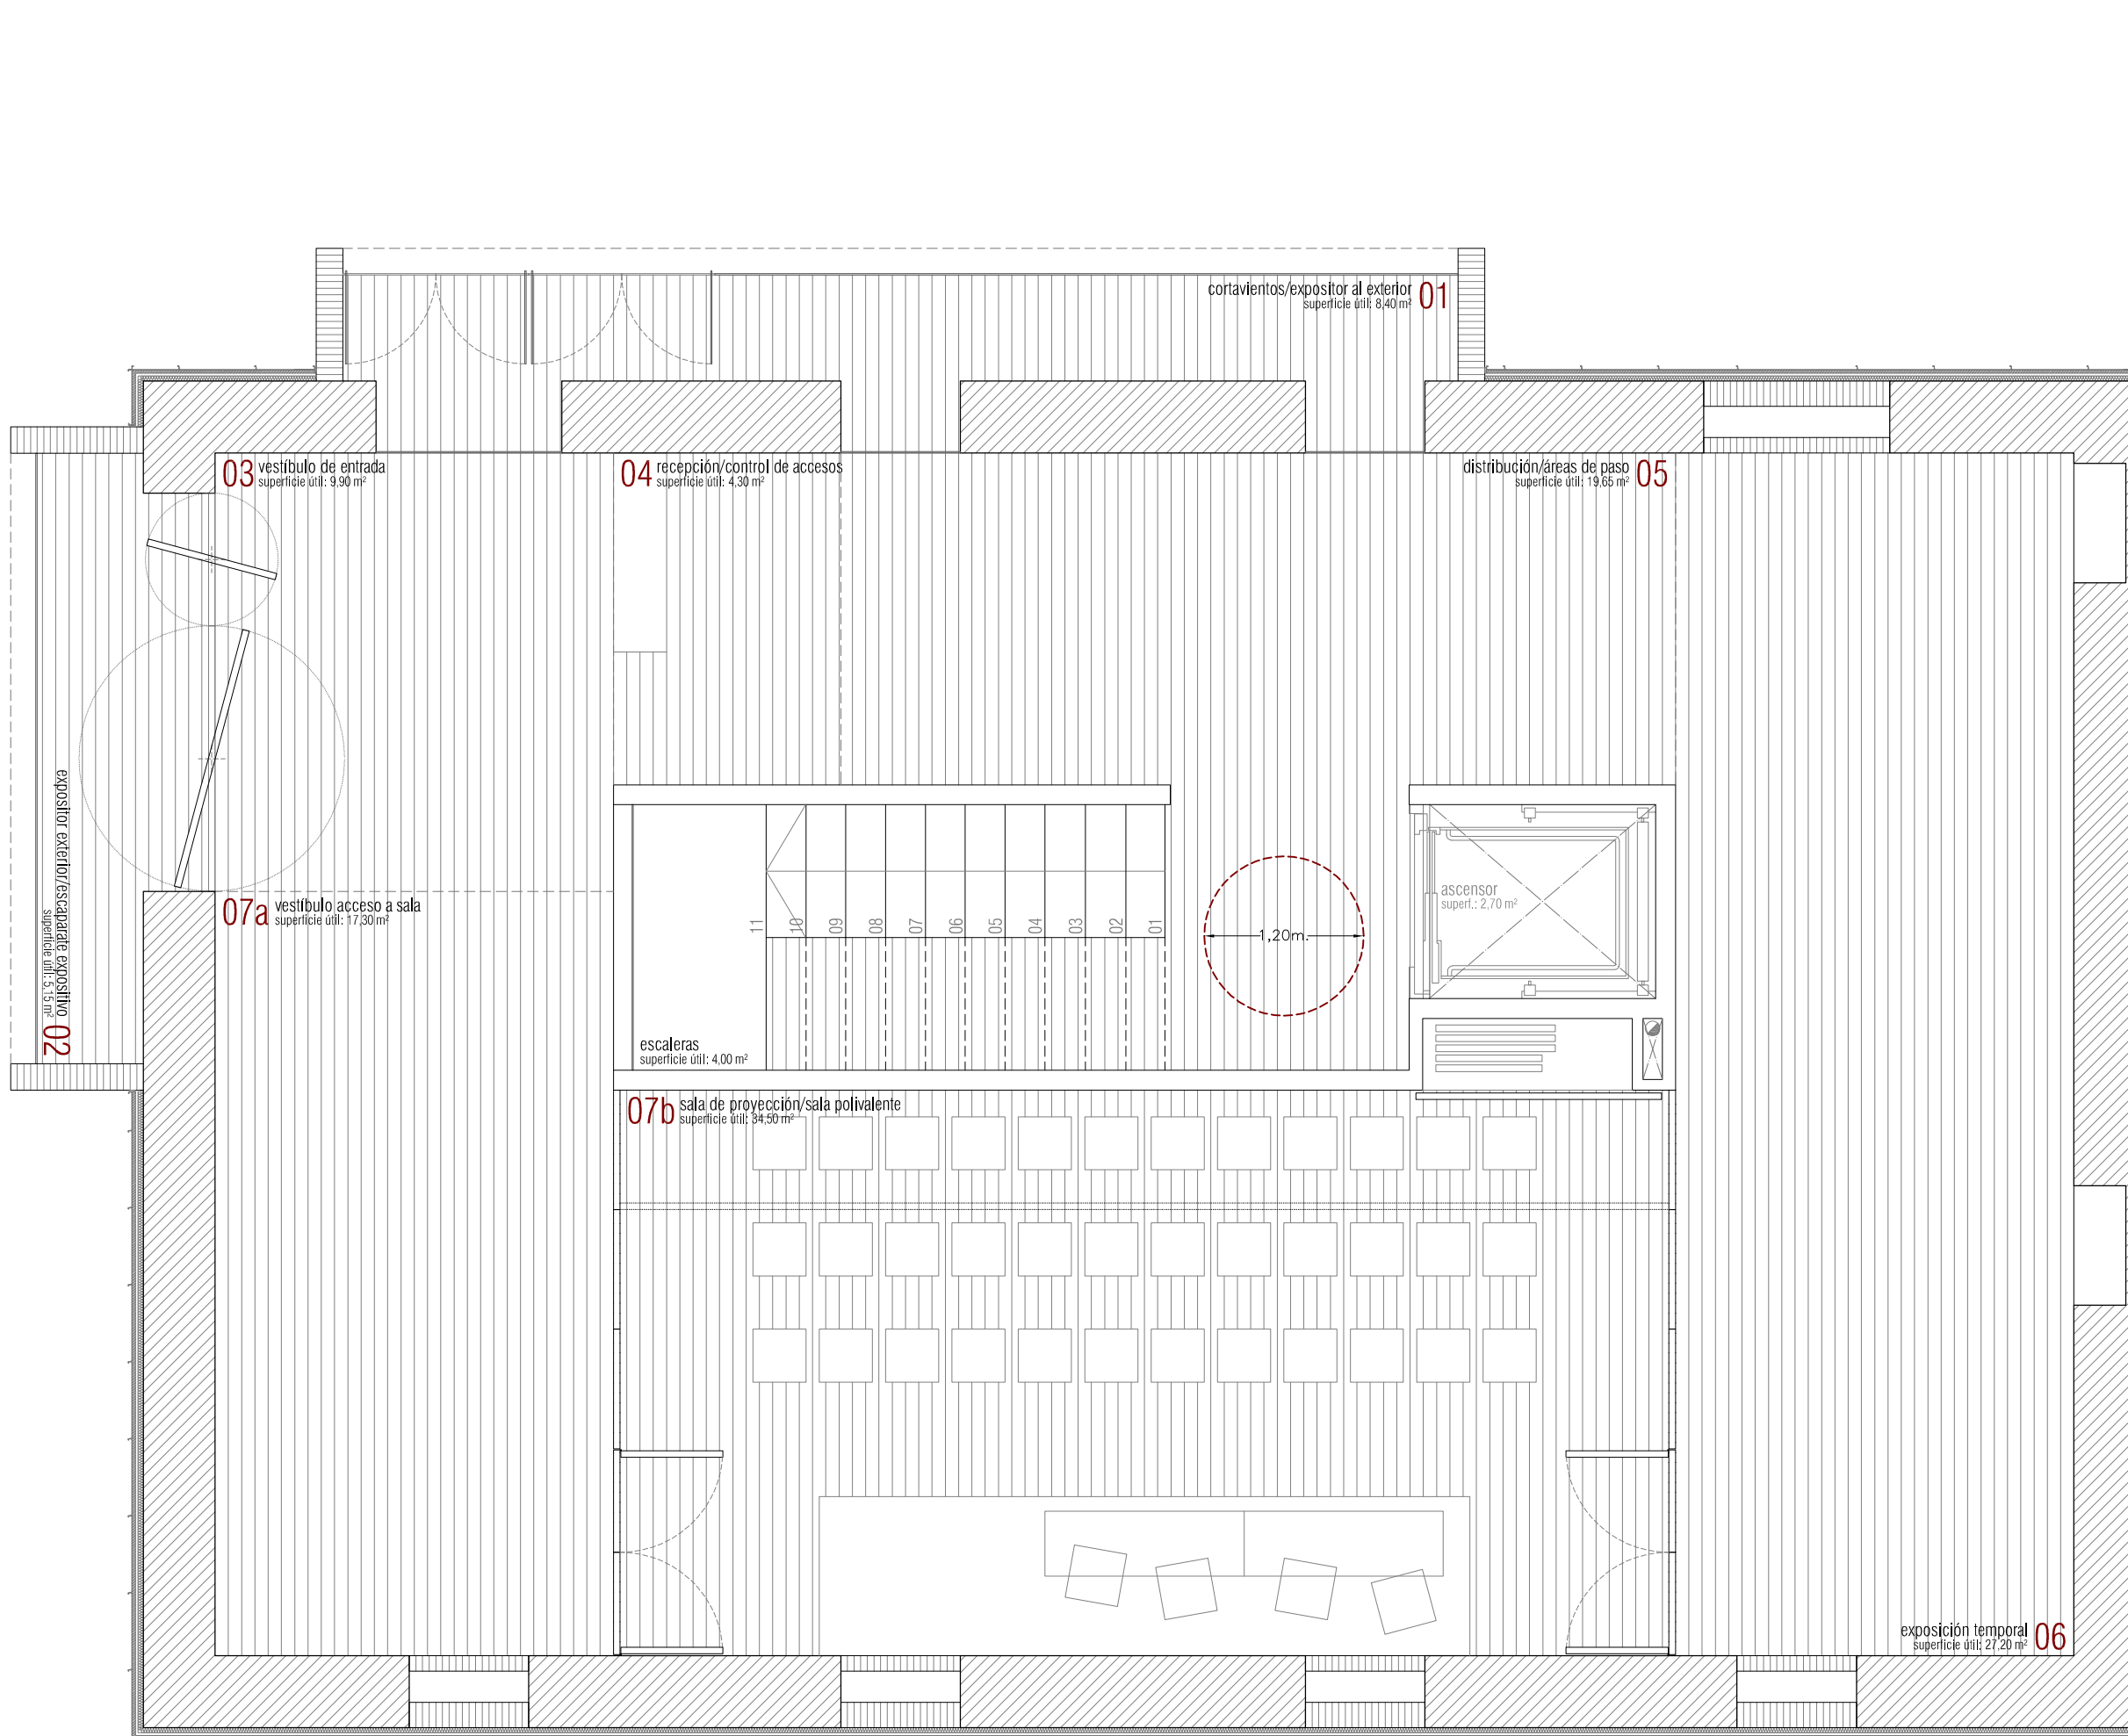 cortavientos/expositor al exterior 01
superficie útil: 8,40 m²
03 vestíbulo de entrada
superficie útil: 9,90 m²
04 recepción/control de accesos
superficie útil: 4,30 m²
distribución/áreas de paso 05
superficie útil: 19,65 m²
expositor exterior/escaparate expositivo 02
superficie útil: 5,15 m²
07a vestíbulo acceso a sala
superficie útil: 17,30 m²
11 10 09 08 07 06 05 04 03 02 01
1,20m.
ascensor
superf.: 2,70 m²
escaleras
superficie útil: 4,00 m²
07b sala de proyección/sala polivalente
superficie útil: 34,50 m²
exposición temporal 06
superficie útil: 27,20 m²